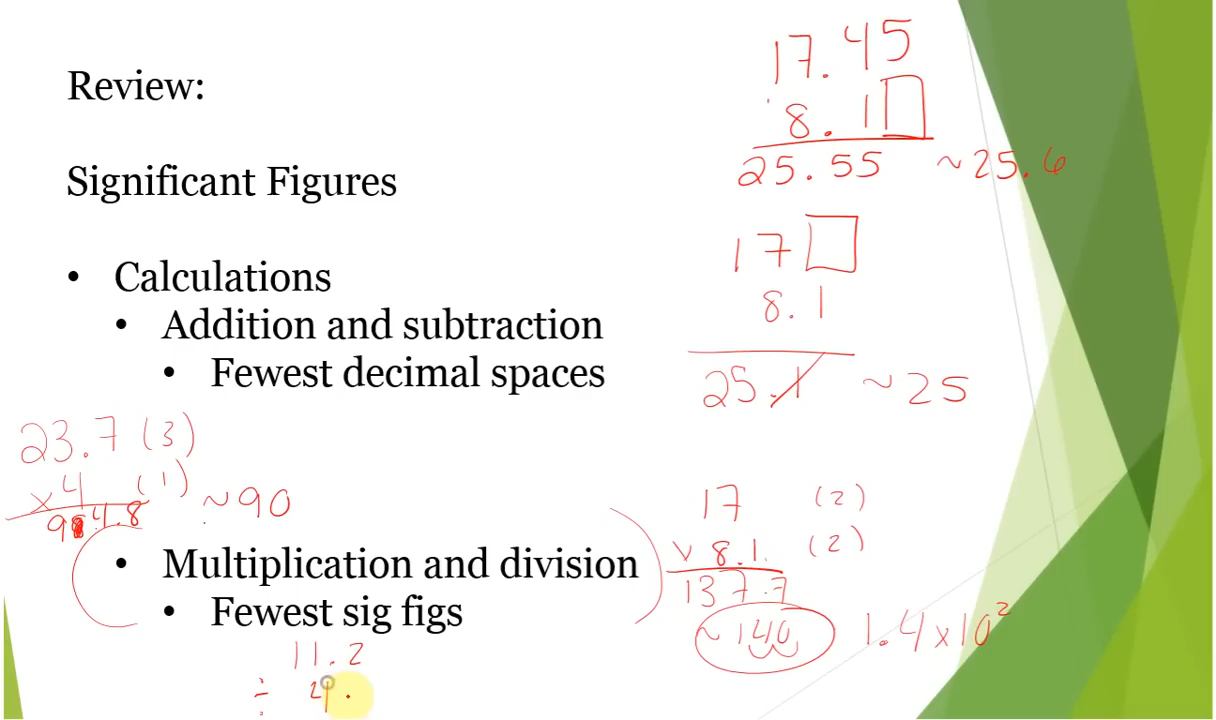 Review:
Significant Figures
• Calculations
• Addition and subtraction
• Fewest decimal spaces
• Multiplication and division
• Fewest sig figs
17.45
8.1
25.55 ~25.6
17
8.1
25.1 ~25
23.7 (3)
x4 (1)
94.8 ~90
17 (2)
x 8.1 (2)
137.7
~140 1.4x10²
11.2
÷